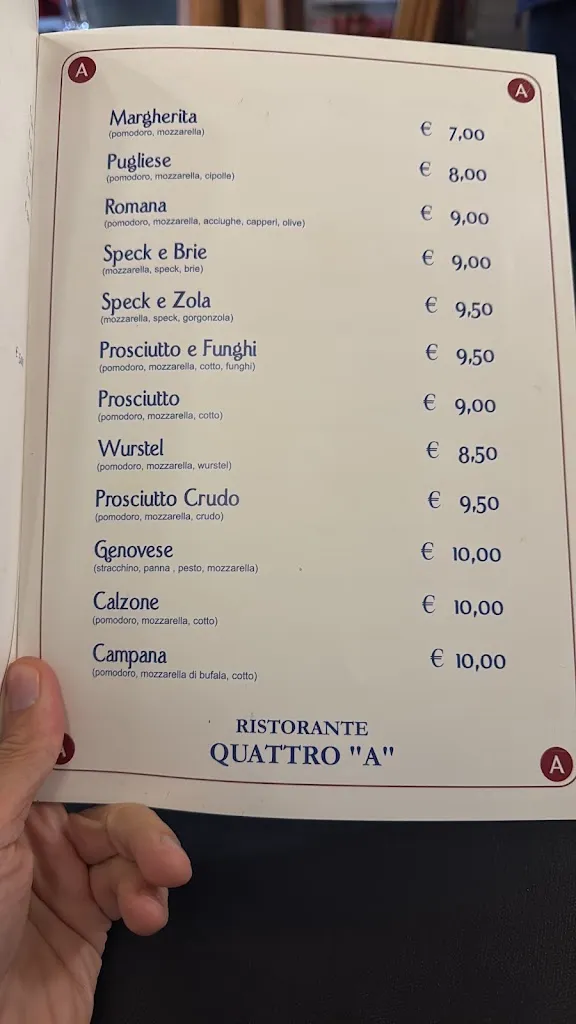 A
A
Margherita € 7,00
(pomodoro, mozzarella)
Pugliese € 8,00
(pomodoro, mozzarella, cipolle)
Romana € 9,00
(pomodoro, mozzarella, acciughe, capperi, olive)
Speck e Brie € 9,00
(mozzarella, speck, brie)
Speck e Zola € 9,50
(mozzarella, speck, gorgonzola)
Prosciutto e Funghi € 9,50
(pomodoro, mozzarella, cotto, funghi)
Prosciutto € 9,00
(pomodoro, mozzarella, cotto)
Wurstel € 8,50
(pomodoro, mozzarella, wurstel)
Prosciutto Crudo € 9,50
(pomodoro, mozzarella, crudo)
Genovese € 10,00
(stracchino, panna , pesto, mozzarella)
Calzone € 10,00
(pomodoro, mozzarella, cotto)
Campana € 10,00
(pomodoro, mozzarella di bufala, cotto)
RISTORANTE
QUATTRO "A"
A
A